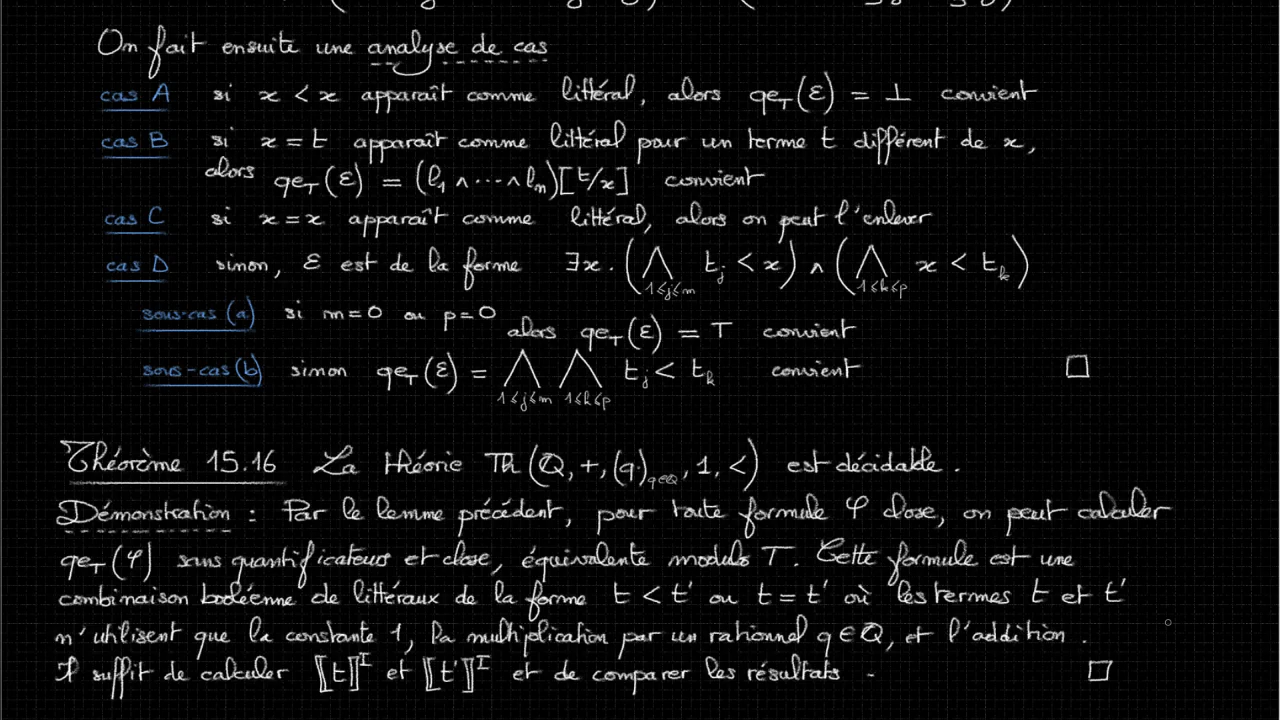 On fait ensuite une analyse de cas
cas A si x < x apparaît comme littéral, alors qe_T(ε) = ⊥ convient
cas B si x = t apparaît comme littéral pour un terme t différent de x,
alors qe_T(ε) = (l_1 ∧ ⋯ ∧ l_m)[t/x] convient
cas C si x = x apparaît comme littéral, alors on peut l'enlever
cas D sinon, ε est de la forme ∃x. (⋀_{1≤j≤m} t_j < x) ∧ (⋀_{1≤k≤p} x < t_k)
sous-cas (a) si m=0 ou p=0 alors qe_T(ε) = ⊤ convient
sous-cas (b) sinon qe_T(ε) = ⋀_{1≤j≤m} ⋀_{1≤k≤p} t_j < t_k convient □
Théorème 15.16 La théorie Th(ℚ, +, (q·)_{q∈ℚ}, 1, <) est décidable.
Démonstration : Par le lemme précédent, pour toute formule φ close, on peut calculer
qe_T(φ) sans quantificateurs et close, équivalente modulo T. Cette formule est une
combinaison booléenne de littéraux de la forme t < t' ou t = t' où les termes t et t'
n'utilisent que la constante 1, la multiplication par un rationnel q ∈ ℚ, et l'addition.
Il suffit de calculer ⟦t⟧^I et ⟦t'⟧^I et de comparer les résultats. □